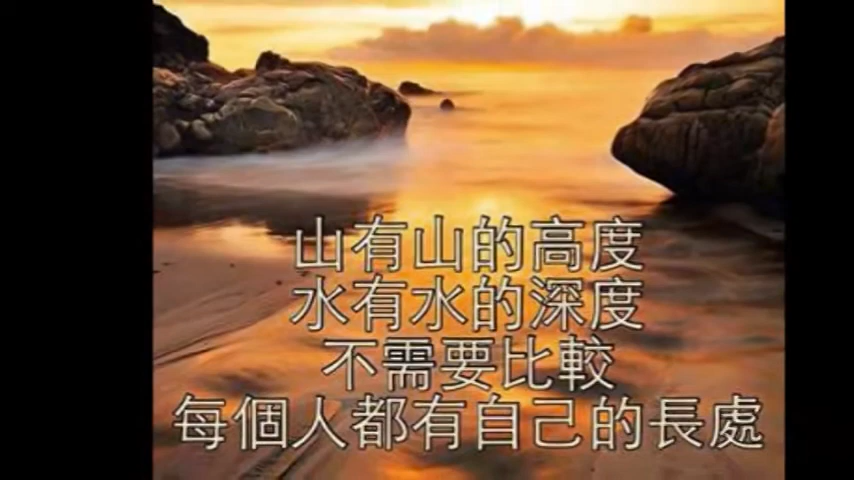 山有山的高度
水有水的深度
不需要比較
每個人都有自己的長處